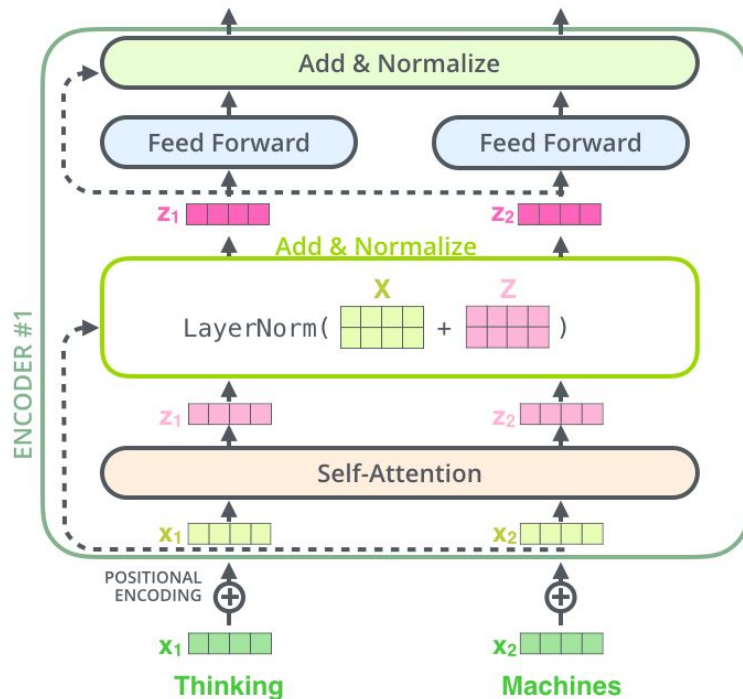 Add & Normalize
Feed Forward Feed Forward
z1 z2
Add & Normalize
X Z
LayerNorm( + )
ENCODER #1
z1 z2
Self-Attention
x1 x2
POSITIONAL
ENCODING
x1 x2
Thinking Machines